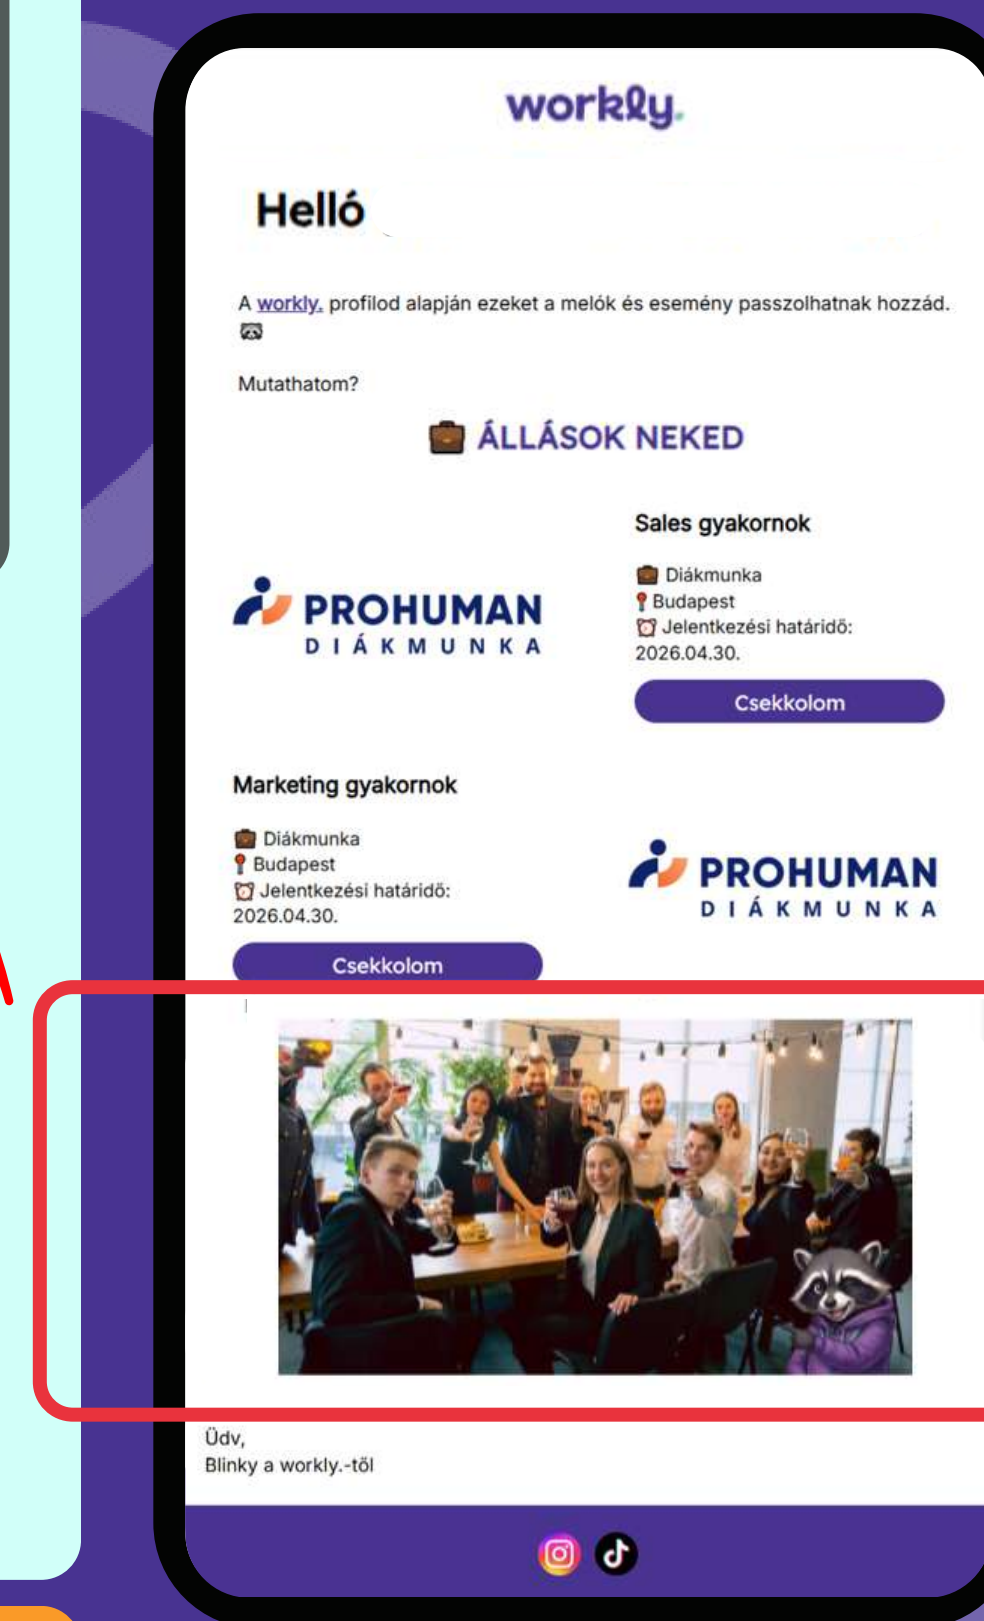 workly.
Helló
A workly. profilod alapján ezeket a melók és esemény passzolhatnak hozzád.
Mutathatom?
ÁLLÁSOK NEKED
Sales gyakornok
Diákmunka
Budapest
Jelentkezési határidő:
2026.04.30.
Csekkolom
PROHUMAN
DIÁKMUNKA
Marketing gyakornok
Diákmunka
Budapest
Jelentkezési határidő:
2026.04.30.
Csekkolom
PROHUMAN
DIÁKMUNKA
Üdv,
Blinky a workly.-től